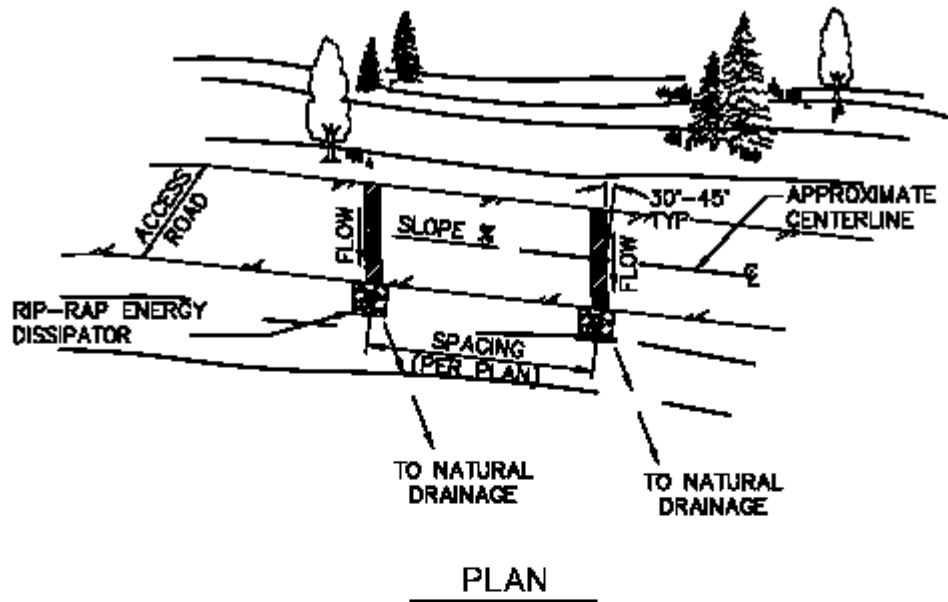 ACCESS
ROAD
FLOW
SLOPE %
30°-45°
TYP
FLOW
APPROXIMATE
CENTERLINE
RIP-RAP ENERGY
DISSIPATOR
SPACING
(PER PLAN)
TO NATURAL
DRAINAGE
TO NATURAL
DRAINAGE
PLAN